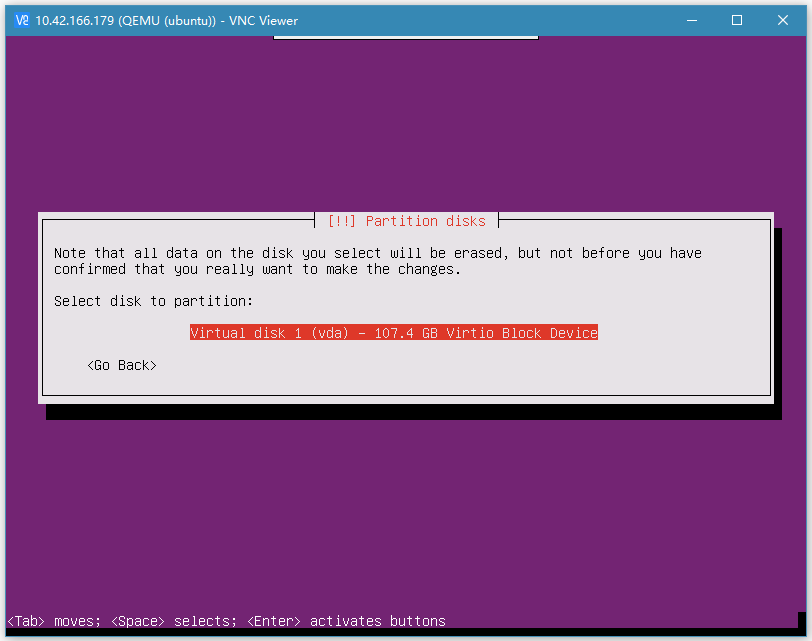 V2 10.42.166.179 (QEMU (ubuntu)) - VNC Viewer
[!!] Partition disks
Note that all data on the disk you select will be erased, but not before you have
confirmed that you really want to make the changes.
Select disk to partition:
Virtual disk 1 (vda) - 107.4 GB Virtio Block Device
<Go Back>
<Tab> moves; <Space> selects; <Enter> activates buttons